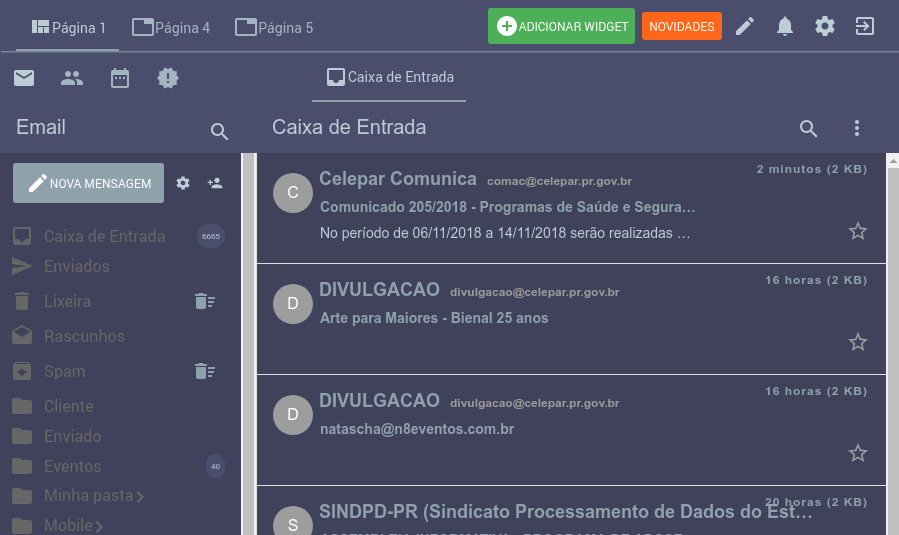 Página 1 Página 4 Página 5 ADICIONAR WIDGET NOVIDADES
Caixa de Entrada
Email
Caixa de Entrada
NOVA MENSAGEM
Caixa de Entrada 6665
Enviados
Lixeira
Rascunhos
Spam
Cliente
Enviado
Eventos 40
Minha pasta
Mobile
2 minutos (2 KB)
C Celepar Comunica comac@celepar.pr.gov.br
Comunicado 205/2018 - Programas de Saúde e Segura...
No período de 06/11/2018 a 14/11/2018 serão realizadas ...
16 horas (2 KB)
D DIVULGACAO divulgacao@celepar.pr.gov.br
Arte para Maiores - Bienal 25 anos
16 horas (2 KB)
D DIVULGACAO divulgacao@celepar.pr.gov.br
natascha@n8eventos.com.br
20 horas (2 KB)
S SINDPD-PR (Sindicato Processamento de Dados do Est...